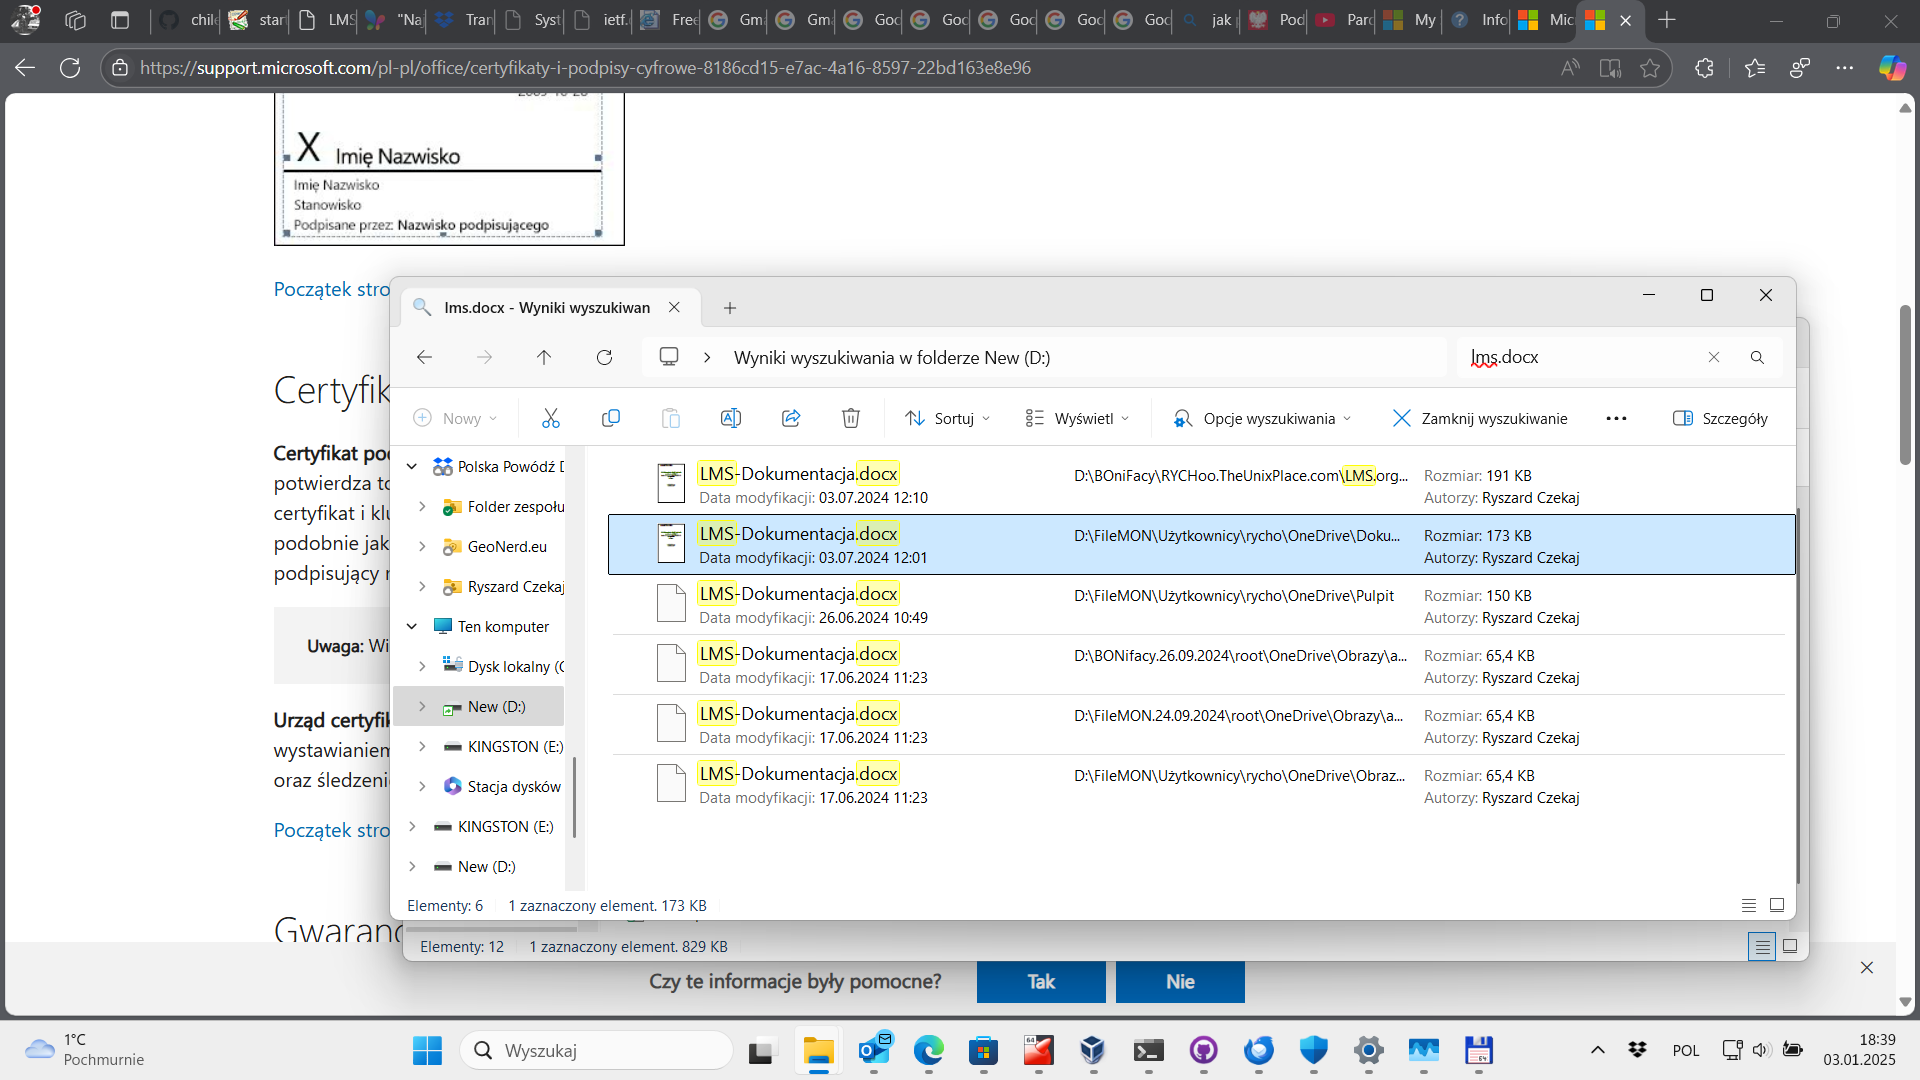 chile
start
LMS
"Na
Tran
Syst
ietf.
Free
Gma
Gma
Goo
Goo
Goo
Goo
Goo
jak
Pod
Parc
My
Info
Mic
https://support.microsoft.com/pl-pl/office/certyfikaty-i-podpisy-cyfrowe-8186cd15-e7ac-4a16-8597-22bd163e8e96
X Imię Nazwisko
Imię Nazwisko
Stanowisko
Podpisane przez: Nazwisko podpisującego
Początek stro
Certyfik
Certyfikat po
potwierdza to
certyfikat i klu
podobnie jak
podpisujący
Uwaga: Wi
Urząd certyfik
wystawianiem
oraz śledzenie
Początek stro
Gwaranc
lms.docx - Wyniki wyszukiwan
Wyniki wyszukiwania w folderze New (D:)
lms.docx
Nowy
Sortuj
Wyświetl
Opcje wyszukiwania
Zamknij wyszukiwanie
Szczegóły
Polska Powódź
Folder zespołu
GeoNerd.eu
Ryszard Czekaj
Ten komputer
Dysk lokalny (C
New (D:)
KINGSTON (E:)
Stacja dysków
KINGSTON (E:)
New (D:)
LMS-Dokumentacja.docx D:\BOniFacy\RYCHoo.TheUnixPlace.com\LMS.org... Rozmiar: 191 KB
Data modyfikacji: 03.07.2024 12:10 Autorzy: Ryszard Czekaj
LMS-Dokumentacja.docx D:\FileMON\Użytkownicy\rycho\OneDrive\Doku... Rozmiar: 173 KB
Data modyfikacji: 03.07.2024 12:01 Autorzy: Ryszard Czekaj
LMS-Dokumentacja.docx D:\FileMON\Użytkownicy\rycho\OneDrive\Pulpit Rozmiar: 150 KB
Data modyfikacji: 26.06.2024 10:49 Autorzy: Ryszard Czekaj
LMS-Dokumentacja.docx D:\BONifacy.26.09.2024\root\OneDrive\Obrazy\a... Rozmiar: 65,4 KB
Data modyfikacji: 17.06.2024 11:23 Autorzy: Ryszard Czekaj
LMS-Dokumentacja.docx D:\FileMON.24.09.2024\root\OneDrive\Obrazy\a... Rozmiar: 65,4 KB
Data modyfikacji: 17.06.2024 11:23 Autorzy: Ryszard Czekaj
LMS-Dokumentacja.docx D:\FileMON\Użytkownicy\rycho\OneDrive\Obraz... Rozmiar: 65,4 KB
Data modyfikacji: 17.06.2024 11:23 Autorzy: Ryszard Czekaj
Elementy: 6 1 zaznaczony element. 173 KB
Elementy: 12 1 zaznaczony element. 829 KB
Czy te informacje były pomocne? Tak Nie
1°C
Pochmurnie
Wyszukaj
64
64
POL
18:39
03.01.2025